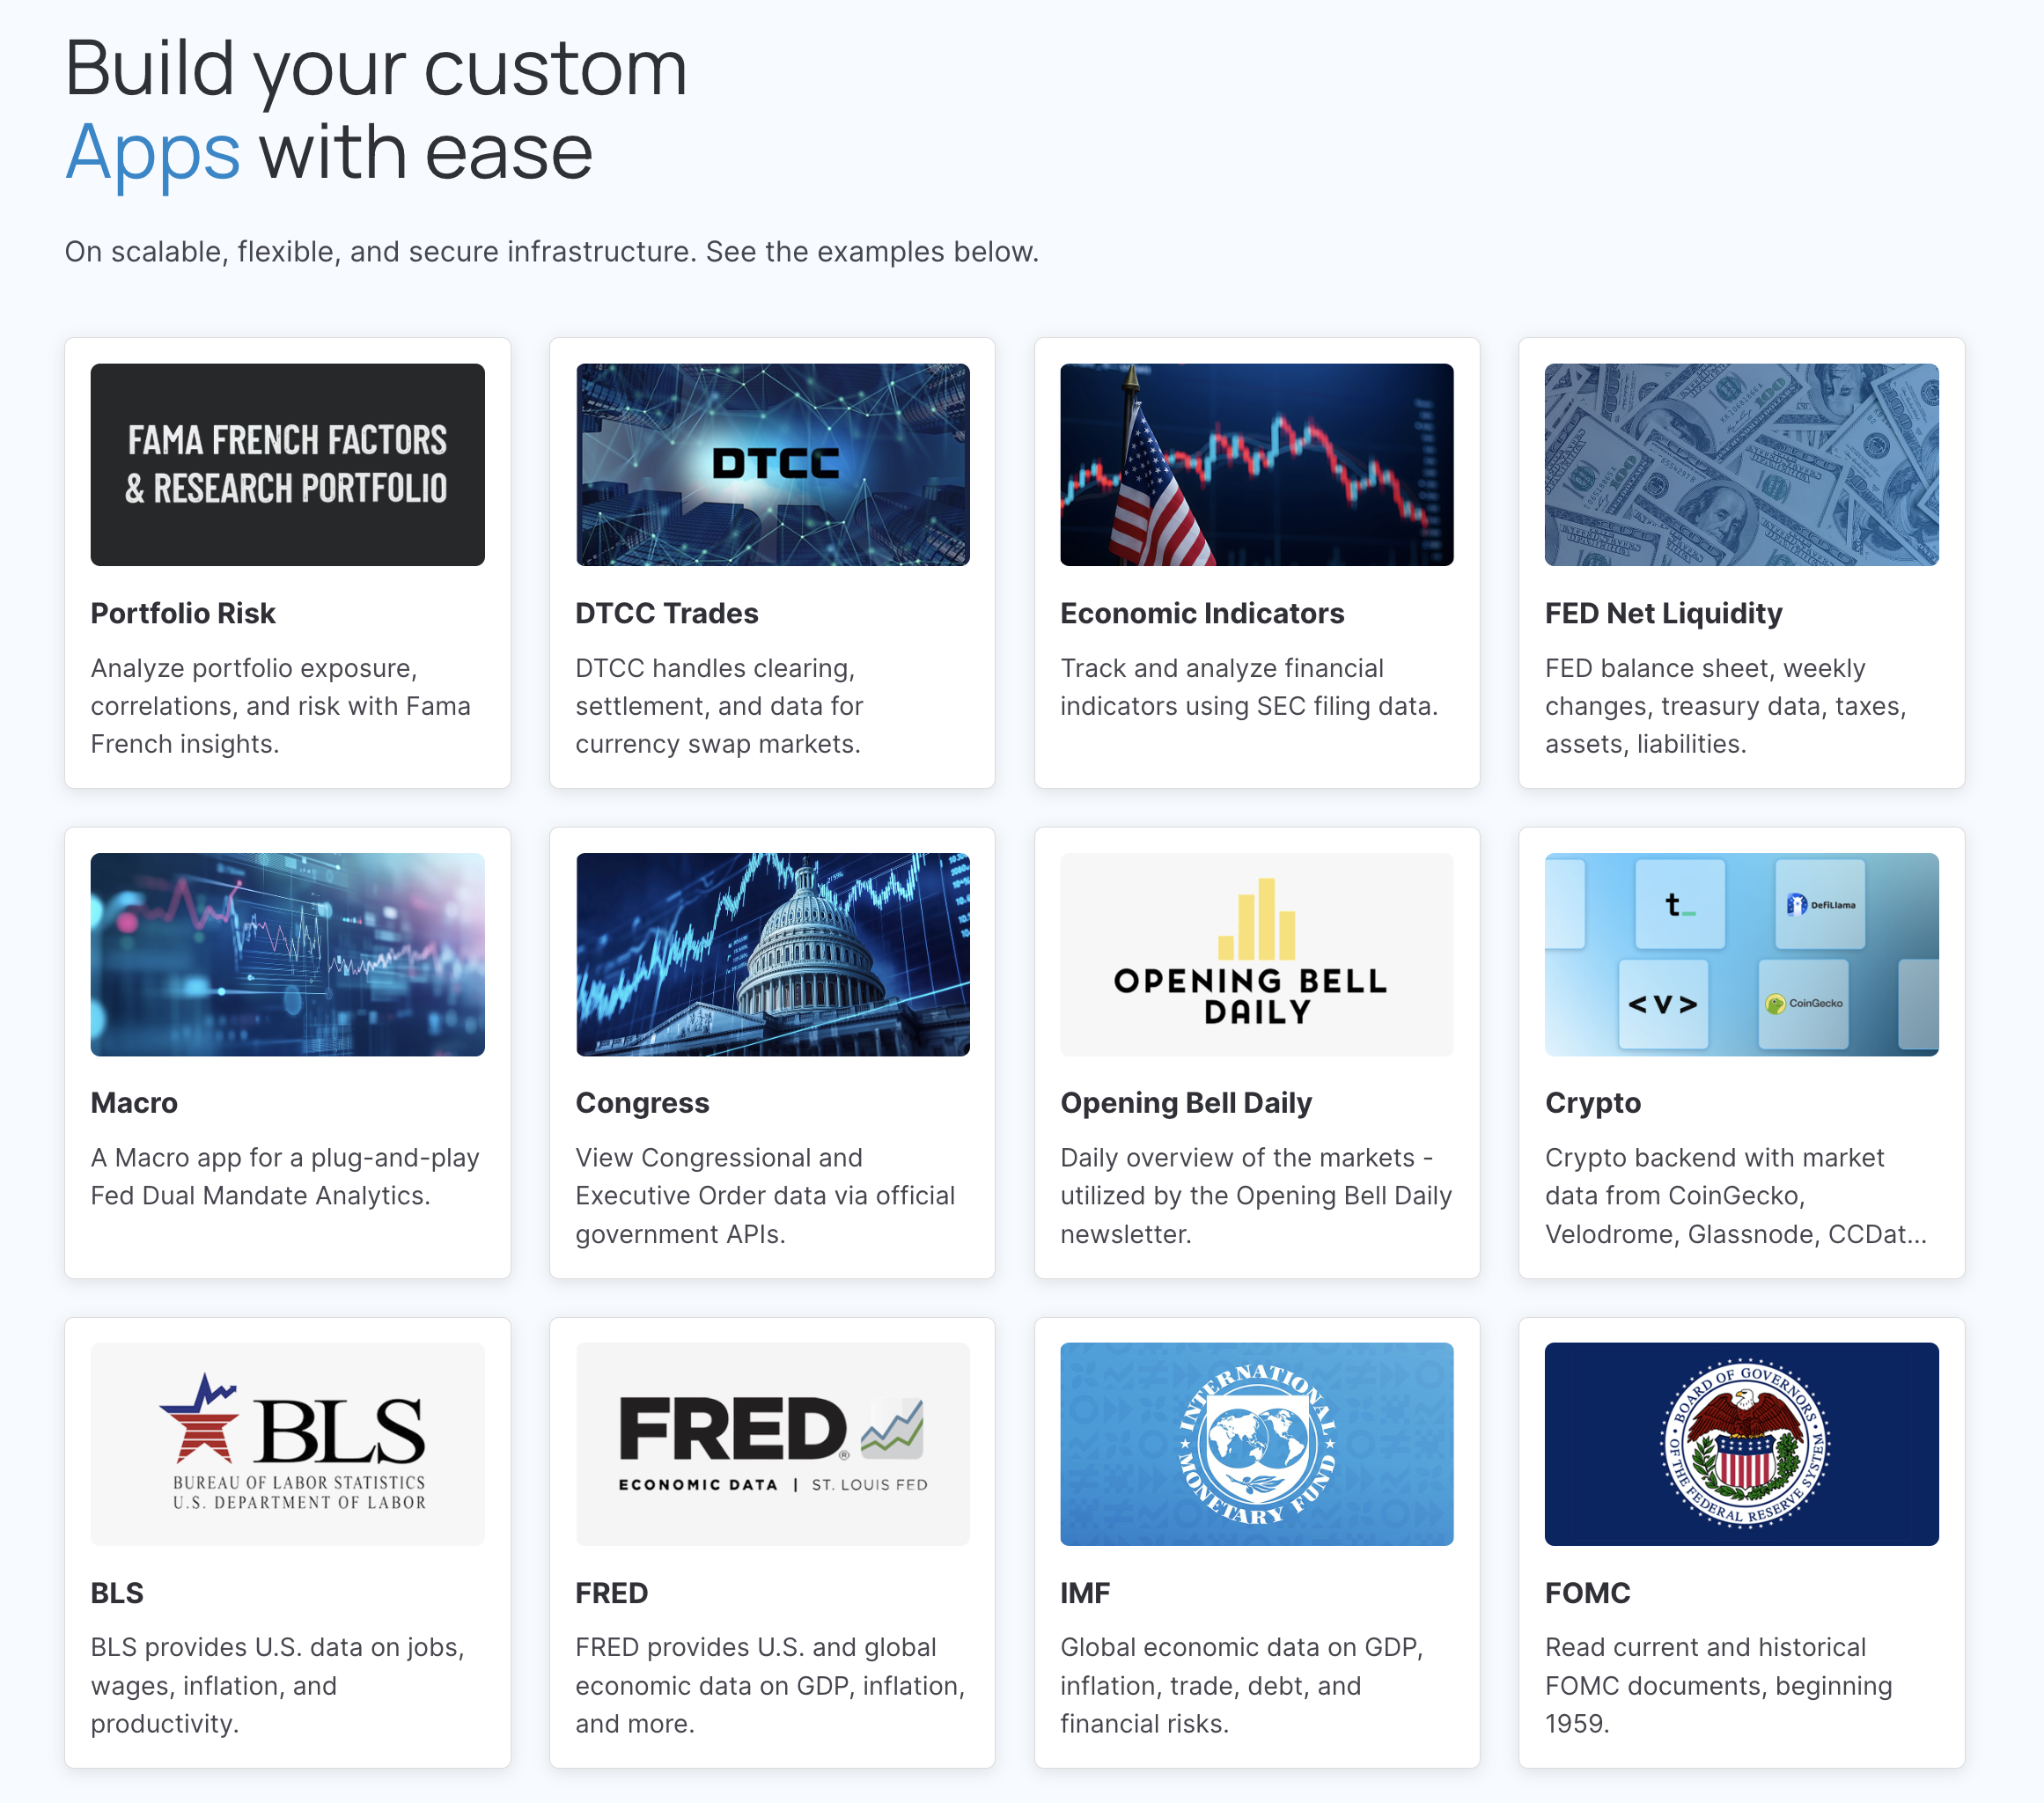 Build your custom
Apps with ease
On scalable, flexible, and secure infrastructure. See the examples below.
FAMA FRENCH FACTORS
& RESEARCH PORTFOLIO
Portfolio Risk
Analyze portfolio exposure,
correlations, and risk with Fama
French insights.
DTCC
DTCC Trades
DTCC handles clearing,
settlement, and data for
currency swap markets.
Economic Indicators
Track and analyze financial
indicators using SEC filing data.
FED Net Liquidity
FED balance sheet, weekly
changes, treasury data, taxes,
assets, liabilities.
Macro
A Macro app for a plug-and-play
Fed Dual Mandate Analytics.
Congress
View Congressional and
Executive Order data via official
government APIs.
OPENING BELL
DAILY
Opening Bell Daily
Daily overview of the markets -
utilized by the Opening Bell Daily
newsletter.
t_
DefiLlama
<v>
CoinGecko
Crypto
Crypto backend with market
data from CoinGecko,
Velodrome, Glassnode, CCDat...
BLS
BUREAU OF LABOR STATISTICS
U.S. DEPARTMENT OF LABOR
BLS
BLS provides U.S. data on jobs,
wages, inflation, and
productivity.
FRED®
ECONOMIC DATA | ST. LOUIS FED
FRED
FRED provides U.S. and global
economic data on GDP, inflation,
and more.
INTERNATIONAL
MONETARY FUND
IMF
Global economic data on GDP,
inflation, trade, debt, and
financial risks.
BOARD OF GOVERNORS
OF THE FEDERAL RESERVE SYSTEM
FOMC
Read current and historical
FOMC documents, beginning
1959.